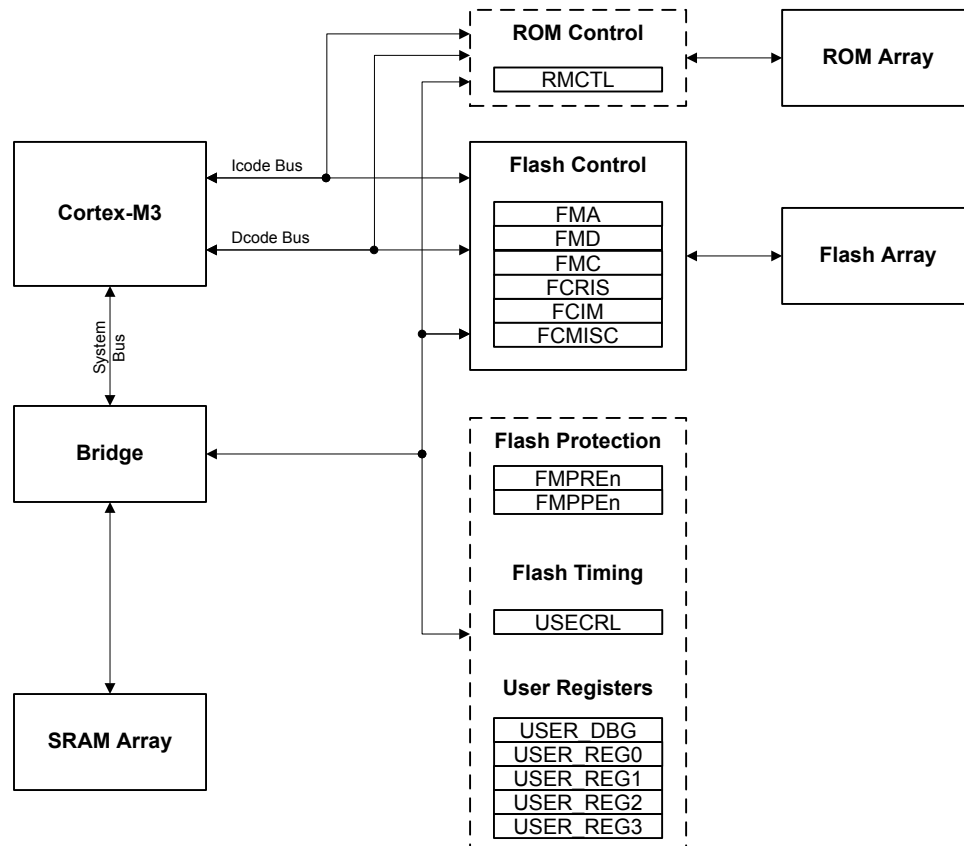 ROM Control
RMCTL
ROM Array
Cortex-M3
Icode Bus
Dcode Bus
Flash Control
FMA
FMD
FMC
FCRIS
FCIM
FCMISC
Flash Array
System
Bus
Bridge
Flash Protection
FMPREn
FMPPEn
Flash Timing
USECRL
User Registers
USER_DBG
USER_REG0
USER_REG1
USER_REG2
USER_REG3
SRAM Array